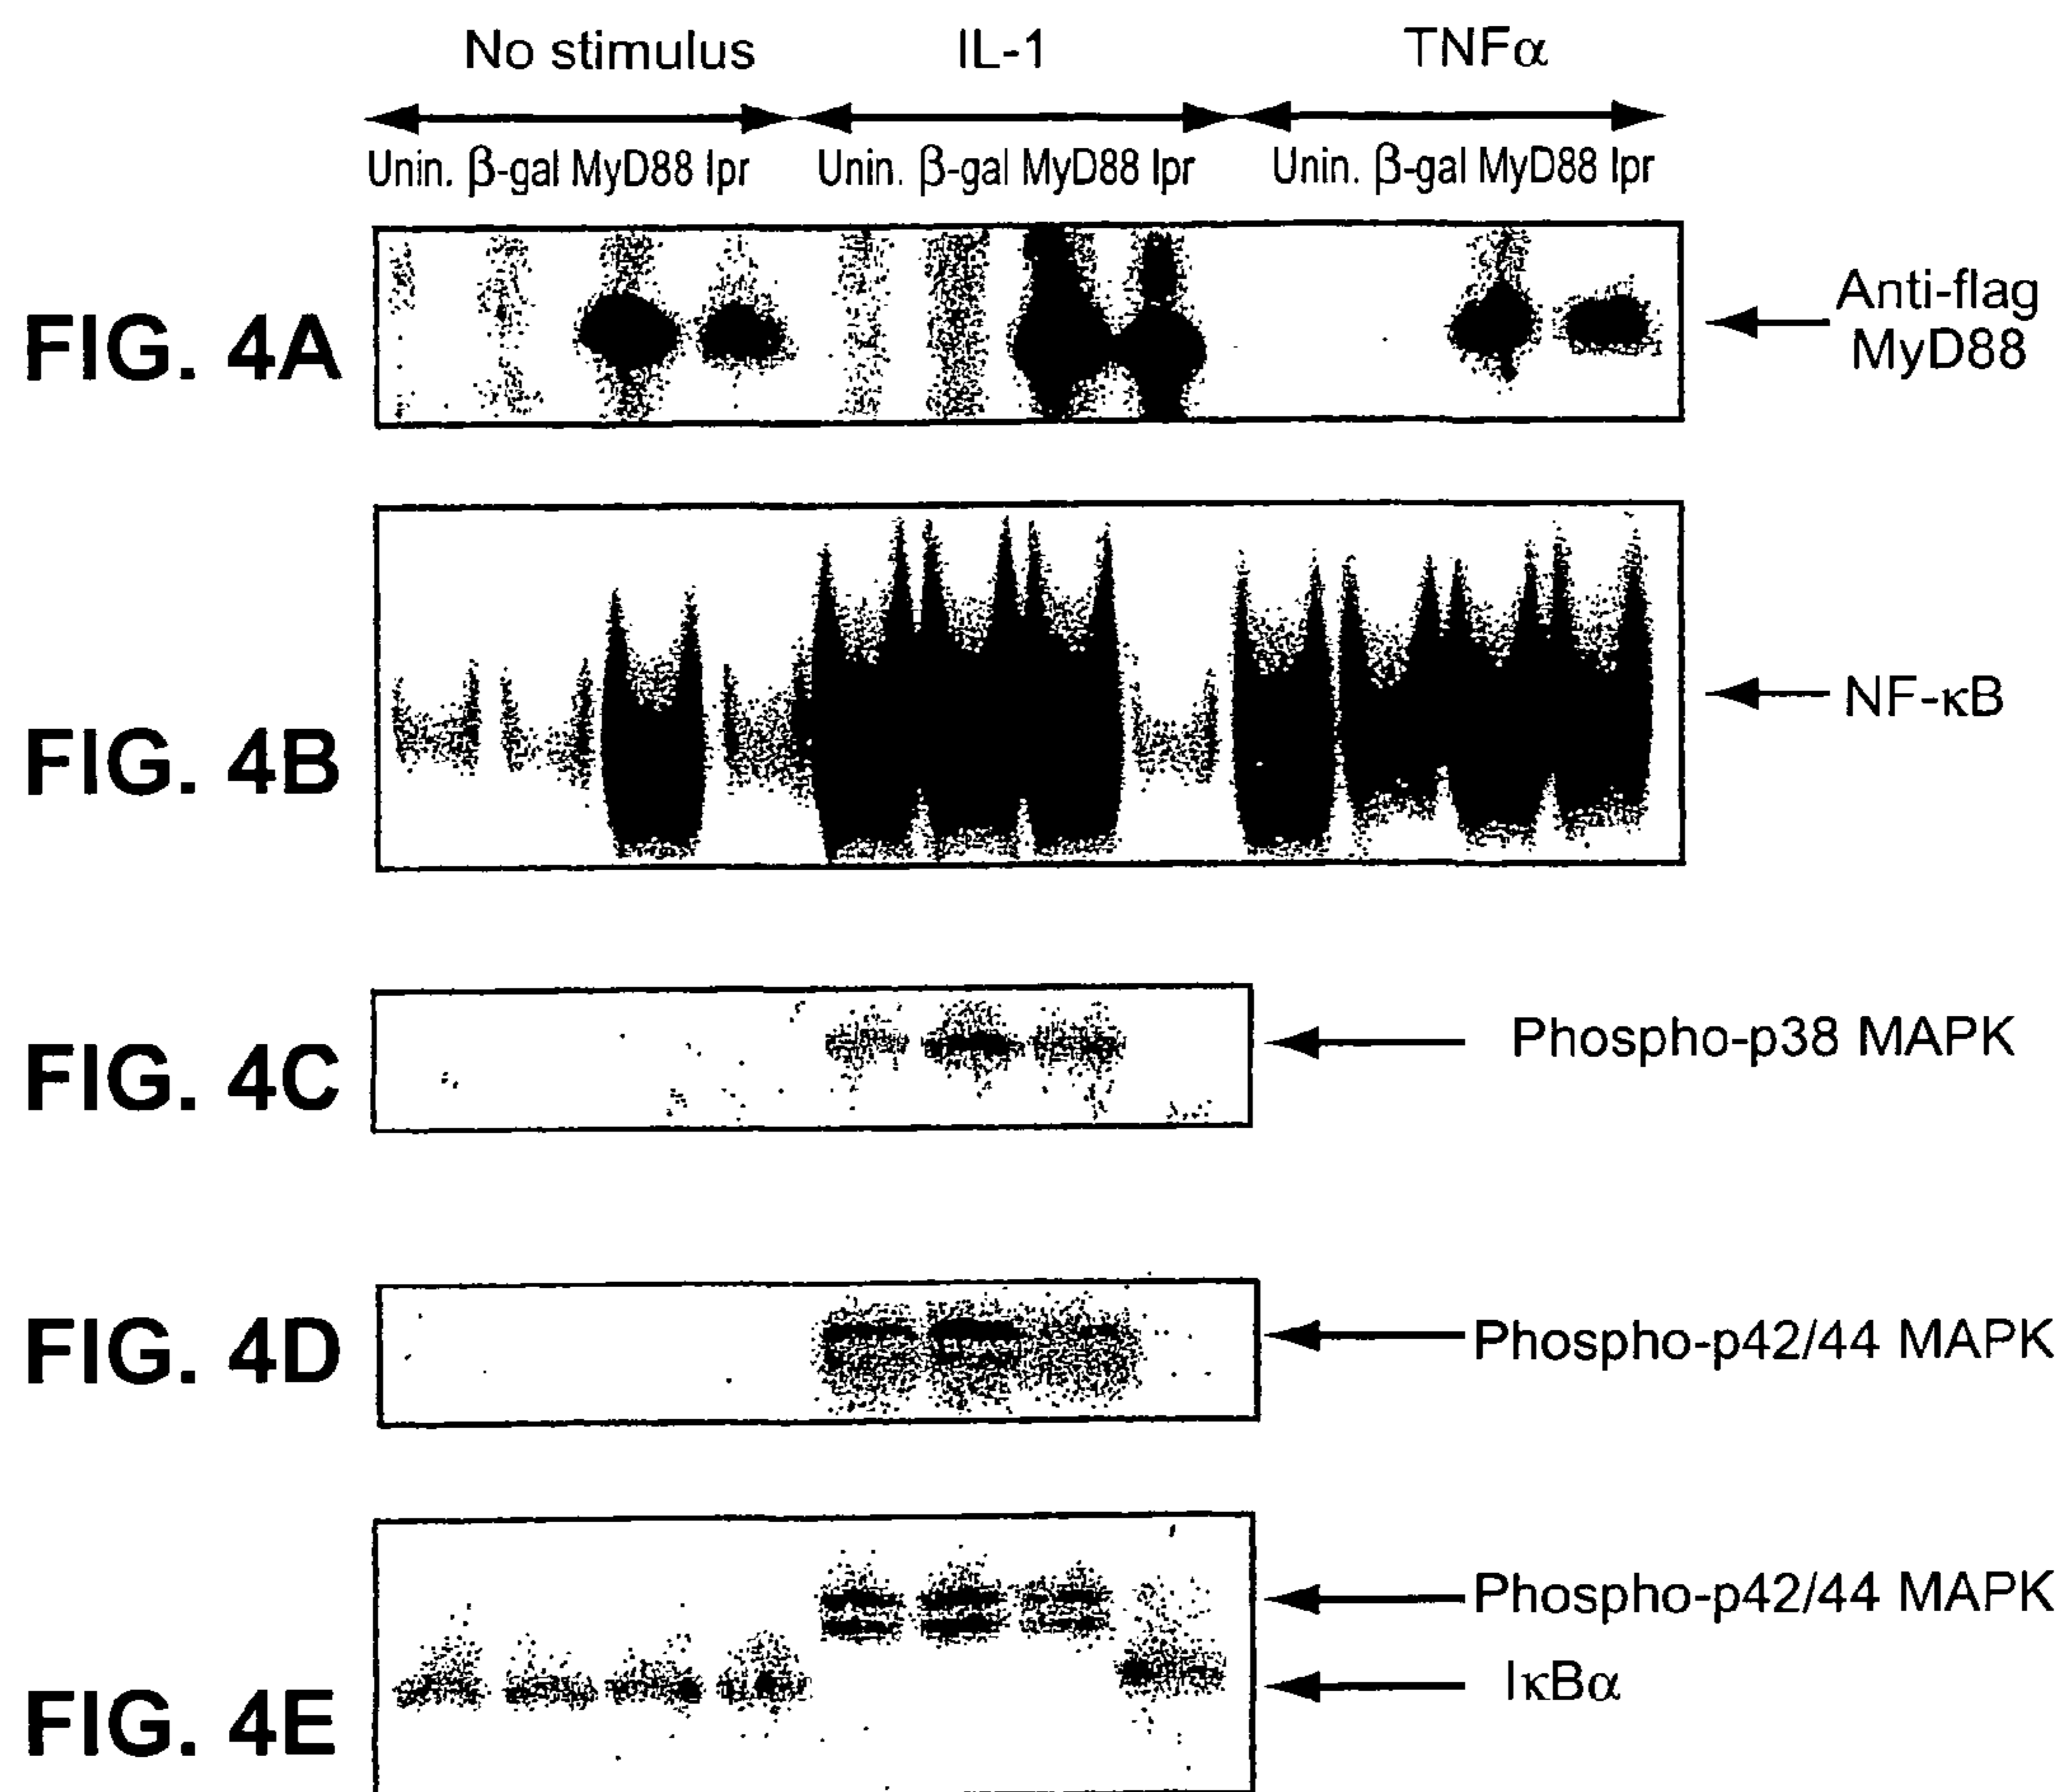 No stimulus IL-1 TNFα
Unin. β-gal MyD88 lpr Unin. β-gal MyD88 lpr Unin. β-gal MyD88 lpr
FIG. 4A
Anti-flag
MyD88
FIG. 4B
NF-κB
FIG. 4C
Phospho-p38 MAPK
FIG. 4D
Phospho-p42/44 MAPK
FIG. 4E
Phospho-p42/44 MAPK
IκBα